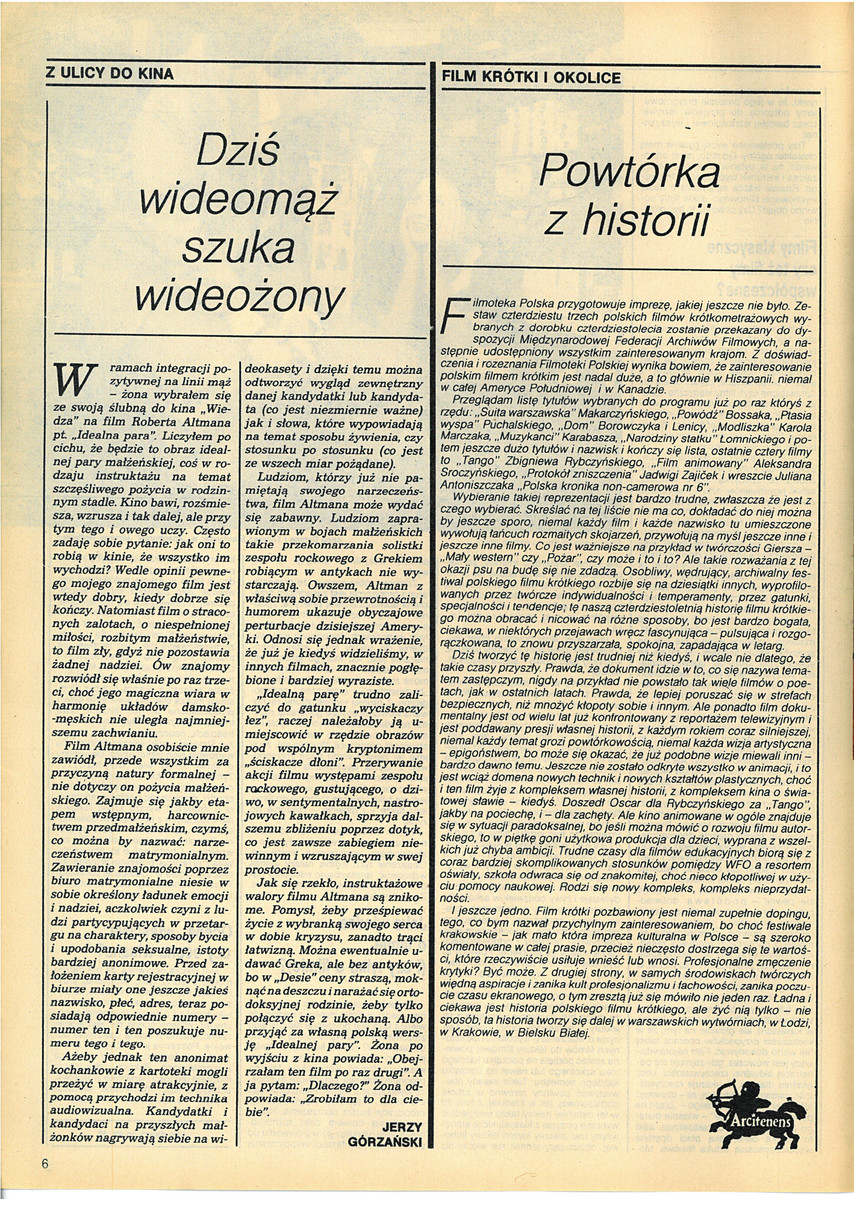 Z ULICY DO KINA
Dziś
wideomąż
szuka
wideożony
W ramach integracji po-
zytywnej na linii mąż
– żona wybrałem się
ze swoją ślubną do kina „Wie-
dza” na film Roberta Altmana
pt. „Idealna para”. Liczyłem po
cichu, że będzie to obraz ideal-
nej pary małżeńskiej, coś w ro-
dzaju instruktażu na temat
szczęśliwego pożycia w rodzin-
nym stadle. Kino bawi, rozśmie-
sza, wzrusza i tak dalej, ale przy
tym tego i owego uczy. Często
zadaję sobie pytanie: jak oni to
robią w kinie, że wszystko im
wychodzi? Wedle opinii pewne-
go mojego znajomego film jest
wtedy dobry, kiedy dobrze się
kończy. Natomiast film o straco-
nych zalotach, o niespełnionej
miłości, rozbitym małżeństwie,
to film zły, gdyż nie pozostawia
żadnej nadziei. Ów znajomy
rozwiódł się właśnie po raz trze-
ci, choć jego magiczna wiara w
harmonię układów damsko-
-męskich nie uległa najmniej-
szemu zachwianiu.
Film Altmana osobiście mnie
zawiódł, przede wszystkim za
przyczyną natury formalnej –
nie dotyczy on pożycia małżeń-
skiego. Zajmuje się jakby eta-
pem wstępnym, harcownic-
twem przedmałżeńskim, czymś,
co można by nazwać: narze-
czeństwem matrymonialnym.
Zawieranie znajomości poprzez
biuro matrymonialne niesie w
sobie określony ładunek emocji
i nadziei, aczkolwiek czyni z lu-
dzi partycypujących w przetar-
gu na charaktery, sposoby bycia
i upodobania seksualne, istoty
bardziej anonimowe. Przed za-
łożeniem karty rejestracyjnej w
biurze miały one jeszcze jakieś
nazwisko, płeć, adres, teraz po-
siadają odpowiednie numery –
numer ten i ten poszukuje nu-
meru tego i tego.
Ażeby jednak ten anonimat
kochankowie z kartoteki mogli
przeżyć w miarę atrakcyjnie, z
pomocą przychodzi im technika
audiowizualna. Kandydatki i
kandydaci na przyszłych mał-
żonków nagrywają siebie na wi-
deokasety i dzięki temu można
odtworzyć wygląd zewnętrzny
danej kandydatki lub kandyda-
ta (co jest niezmiernie ważne)
jak i słowa, które wypowiadają
na temat sposobu żywienia, czy
stosunku po stosunku (co jest
ze wszech miar pożądane).
Ludziom, którzy już nie pa-
miętają swojego narzeczeńs-
twa, film Altmana może wydać
się zabawny. Ludziom zapra-
wionym w bojach małżeńskich
takie przekomarzania solistki
zespołu rockowego z Grekiem
robiącym w antykach nie wy-
starczają. Owszem, Altman z
właściwą sobie przewrotnością i
humorem ukazuje obyczajowe
perturbacje dzisiejszej Amery-
ki. Odnosi się jednak wrażenie,
że już je kiedyś widzieliśmy, w
innych filmach, znacznie pogłę-
bione i bardziej wyraziste.
„Idealną parę” trudno zali-
czyć do gatunku „wyciskaczy
łez”, raczej należałoby ją u-
miejscowić w rzędzie obrazów
pod wspólnym kryptonimem
„ściskacze dłoni”. Przerywanie
akcji filmu występami zespołu
rockowego, gustującego, o dzi-
wo, w sentymentalnych, nastro-
jowych kawałkach, sprzyja dal-
szemu zbliżeniu poprzez dotyk,
co jest zawsze zabiegiem nie-
winnym i wzruszającym w swej
prostocie.
Jak się rzekło, instruktażowe
walory filmu Altmana są zniko-
me. Pomysł, żeby prześpiewać
życie z wybranką swojego serca
w dobie kryzysu, zanadto trąci
łatwizną. Można ewentualnie u-
dawać Greka, ale bez antyków,
bo w „Desie” ceny straszą, mok-
nąć na deszczu i narażać się orto-
doksyjnej rodzinie, żeby tylko
połączyć się z ukochaną. Albo
przyjąć za własną polską wers-
ję „Idealnej pary”. Żona po
wyjściu z kina powiada: „Obej-
rzałam ten film po raz drugi”. A
ja pytam: „Dlaczego?” Żona od-
powiada: „Zrobiłam to dla cie-
bie”.
JERZY
GÓRZAŃSKI
FILM KRÓTKI I OKOLICE
Powtórka
z historii
Filmoteka Polska przygotowuje imprezę, jakiej jeszcze nie było. Ze-
staw czterdziestu trzech polskich filmów krótkometrażowych wy-
branych z dorobku czterdziestolecia zostanie przekazany do dy-
spozycji Międzynarodowej Federacji Archiwów Filmowych, a na-
stępnie udostępniony wszystkim zainteresowanym krajom. Z doświad-
czenia i rozeznania Filmoteki Polskiej wynika bowiem, że zainteresowanie
polskim filmem krótkim jest nadal duże, a to głównie w Hiszpanii. niemal
w całej Ameryce Południowej i w Kanadzie.
Przeglądam listę tytułów wybranych do programu już po raz któryś z
rzędu: „Suita warszawska” Makarczyńskiego, „Powódź” Bossaka, „Ptasia
wyspa” Puchalskiego, „Dom” Borowczyka i Lenicy, „Modliszka” Karola
Marczaka, „Muzykanci” Karabasza, „Narodziny statku” Łomnickiego i po-
tem jeszcze dużo tytułów i nazwisk i kończy się lista, ostatnie cztery filmy
to „Tango” Zbigniewa Rybczyńskiego, „Film animowany” Aleksandra
Sroczyńskiego, „Protokół zniszczenia” Jadwigi Zajíček i wreszcie Juliana
Antoniszczaka „Polska kronika non-camerowa nr 6”.
Wybieranie takiej reprezentacji jest bardzo trudne, zwłaszcza że jest z
czego wybierać. Skreślać na tej liście nie ma co, dokładać do niej można
by jeszcze sporo, niemal każdy film i każde nazwisko tu umieszczone
wywołują łańcuch rozmaitych skojarzeń, przywołują na myśl jeszcze inne i
jeszcze inne filmy. Co jest ważniejsze na przykład w twórczości Giersza –
„Mały western” czy „Pożar”, czy może i to i to? Ale takie rozważania z tej
okazji psu na budę się nie zdadzą. Osobliwy, wędrujący, archiwalny fes-
tiwal polskiego filmu krótkiego rozbije się na dziesiątki innych, wyprofilo-
wanych przez twórcze indywidualności i temperamenty, przez gatunki,
specjalności i tendencje; tę naszą czterdziestoletnią historię filmu krótkie-
go można obracać i nicować na różne sposoby, bo jest bardzo bogata,
ciekawa, w niektórych przejawach wręcz fascynująca – pulsująca i rozgo-
rączkowana, to znowu przyszarzała, spokojna, zapadająca w letarg.
Dziś tworzyć tę historię jest trudniej niż kiedyś, i wcale nie dlatego, że
takie czasy przyszły. Prawda, że dokument idzie w to, co się nazywa tema-
tem zastępczym, nigdy na przykład nie powstało tak wiele filmów o poe-
tach, jak w ostatnich latach. Prawda, że lepiej poruszać się w strefach
bezpiecznych, niż mnożyć kłopoty sobie i innym. Ale ponadto film doku-
mentalny jest od wielu lat już konfrontowany z reportażem telewizyjnym i
jest poddawany presji własnej historii, z każdym rokiem coraz silniejszej,
niemal każdy temat grozi powtórkowością, niemal każda wizja artystyczna
– epigoństwem, bo może się okazać, że już podobne wizje miewali inni –
bardzo dawno temu. Jeszcze nie zostało odkryte wszystko w animacji, i to
jest wciąż domena nowych technik i nowych kształtów plastycznych, choć
i ten film żyje z kompleksem własnej historii, z kompleksem kina o świa-
towej sławie – kiedyś. Doszedł Oscar dla Rybczyńskiego za „Tango”,
jakby na pociechę, i – dla zachęty. Ale kino animowane w ogóle znajduje
się w sytuacji paradoksalnej, bo jeśli można mówić o rozwoju filmu autor-
skiego, to w piętkę goni użytkowa produkcja dla dzieci, wyprana z wszel-
kich już chyba ambicji. Trudne czasy dla filmów edukacyjnych biorą się z
coraz bardziej skomplikowanych stosunków pomiędzy WFO a resortem
oświaty, szkoła odwraca się od znakomitej, choć nieco kłopotliwej w uży-
ciu pomocy naukowej. Rodzi się nowy kompleks, kompleks nieprzydat-
ności.
I jeszcze jedno. Film krótki pozbawiony jest niemal zupełnie dopingu,
tego, co bym nazwał przychylnym zainteresowaniem, bo choć festiwale
krakowskie – jak mało która impreza kulturalna w Polsce – są szeroko
komentowane w całej prasie, przecież nieczęsto dostrzega się te wartoś-
ci, które rzeczywiście usiłuje wnieść lub wnosi. Profesjonalne zmęczenie
krytyki? Być może. Z drugiej strony, w samych środowiskach twórczych
więdną aspiracje i zanika kult profesjonalizmu i fachowości, zanika poczu-
cie czasu ekranowego, o tym zresztą już się mówiło nie jeden raz. Ładna i
ciekawa jest historia polskiego filmu krótkiego, ale żyć nią tylko – nie
sposób, ta historia tworzy się dalej w warszawskich wytwórniach, w Łodzi,
w Krakowie, w Bielsku Białej.
Arcitenens
6